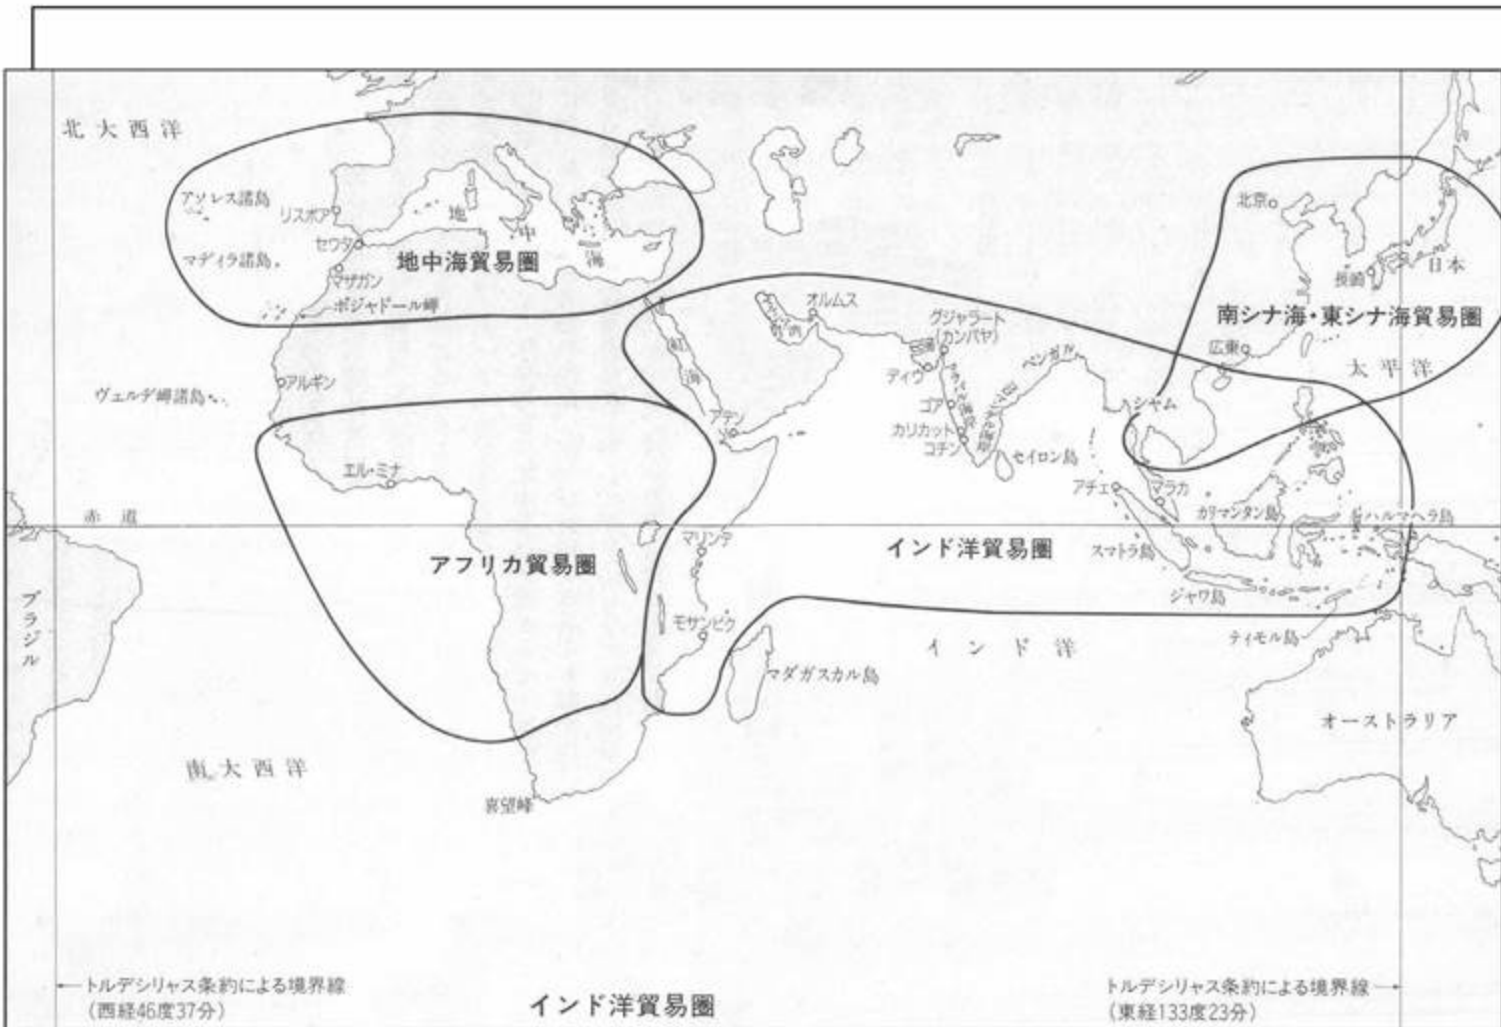 北大西洋
アソレス諸島
リスボア
地中海
セウタ
マディラ諸島
地中海貿易圏
マザガン
ボジャドール岬
アルギン
ヴェルデ岬諸島
エル・ミナ
赤道
アフリカ貿易圏
ブラジル
南大西洋
喜望峰
紅海
アデン
オルムス
グジャラート
(カンバヤ)
ディウ
ゴア
カリカット
コチン
ベンガル
セイロン島
マリンデ
モサンビク
マダガスカル島
インド洋貿易圏
インド洋
北京
日本
長崎
南シナ海・東シナ海貿易圏
広東
太平洋
シャム
アチェ
マラカ
カリマンタン島
ハルマヘラ島
スマトラ島
ジャワ島
ティモル島
オーストラリア
トルデシリャス条約による境界線
(西経46度37分)
トルデシリャス条約による境界線
(東経133度23分)
インド洋貿易圏